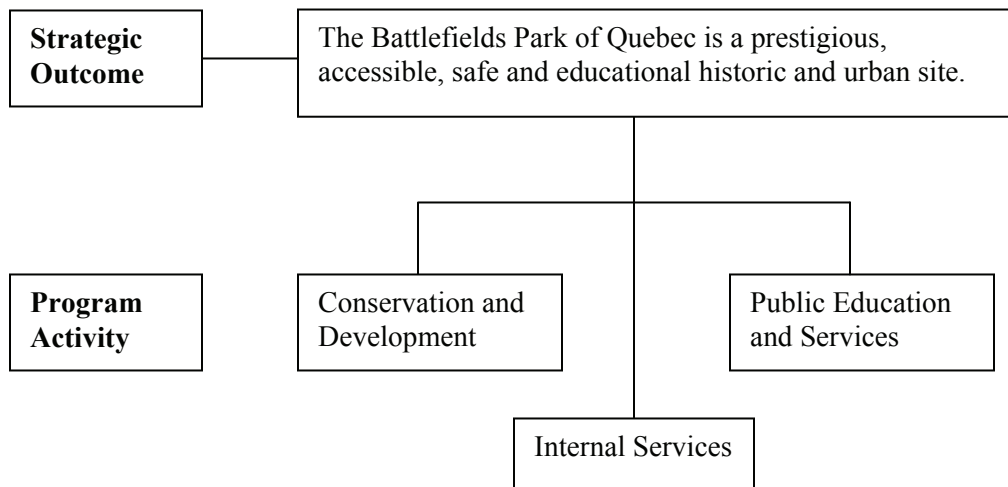 Strategic
Outcome
The Battlefields Park of Quebec is a prestigious,
accessible, safe and educational historic and urban site.
Program
Activity
Conservation and
Development
Public Education
and Services
Internal Services